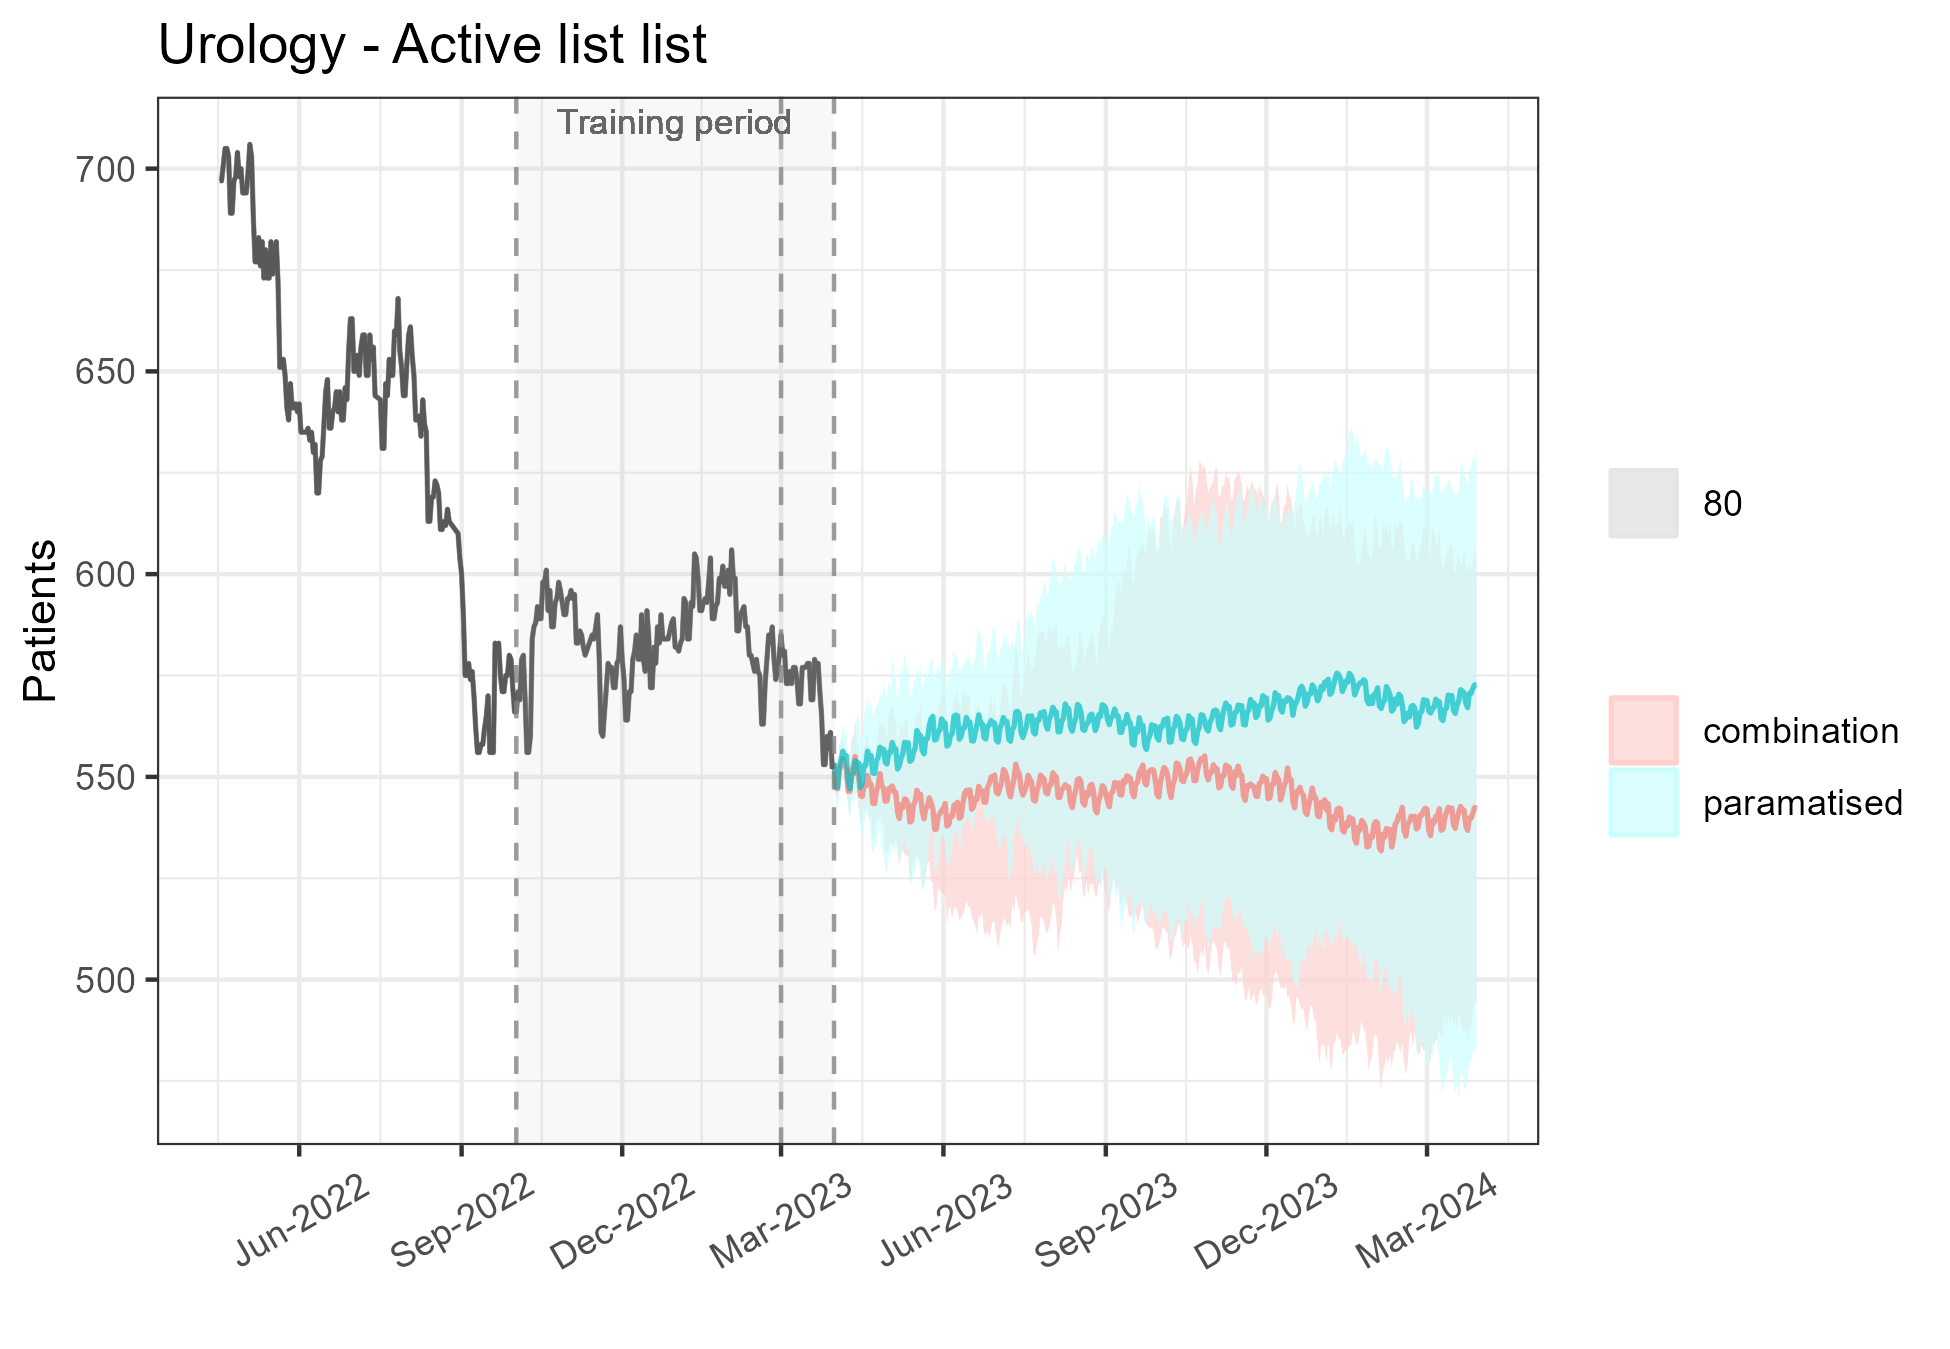 Urology - Active list list
Training period
700
650
600
550
500
Patients
Jun-2022
Sep-2022
Dec-2022
Mar-2023
Jun-2023
Sep-2023
Dec-2023
Mar-2024
80
combination
paramatised